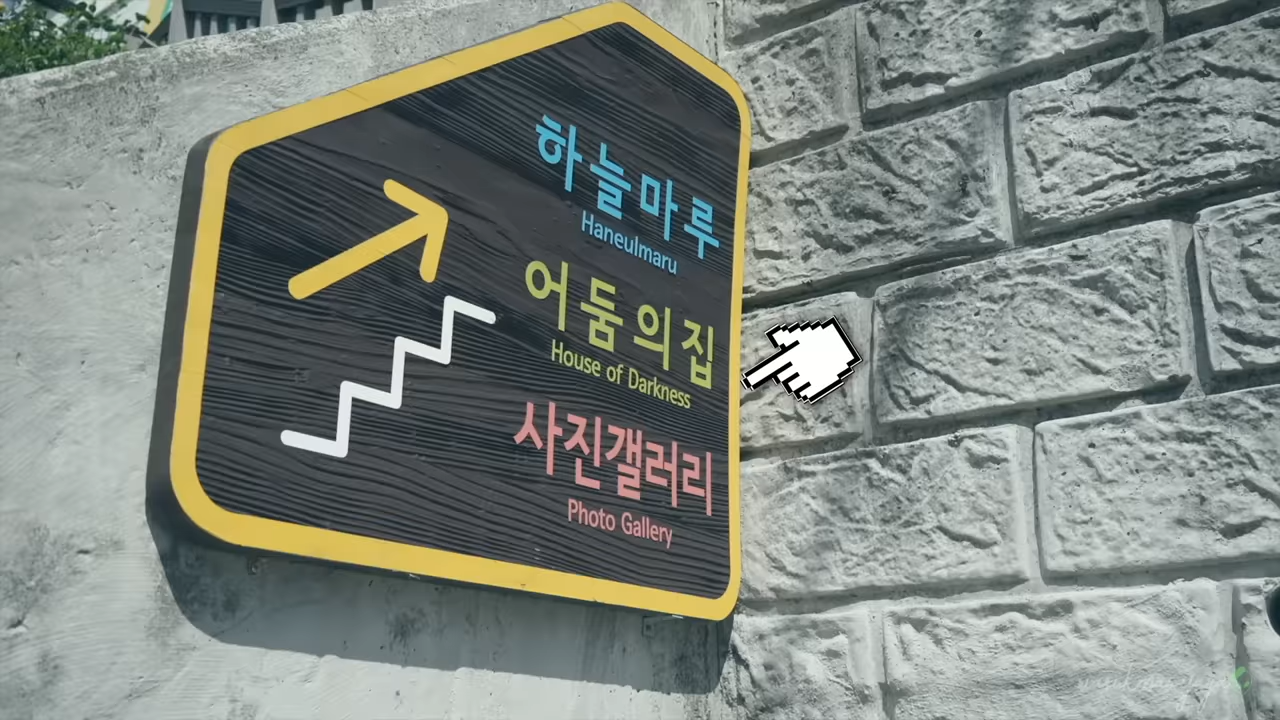 하늘마루
Haneulmaru
어둠의집
House of Darkness
사진갤러리
Photo Gallery